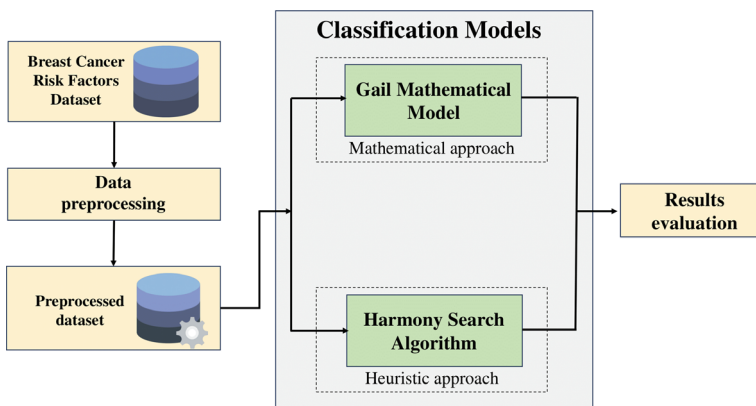 Breast Cancer
Risk Factors
Dataset
Data
preprocessing
Preprocessed
dataset
Classification Models
Gail Mathematical
Model
Mathematical approach
Harmony Search
Algorithm
Heuristic approach
Results
evaluation